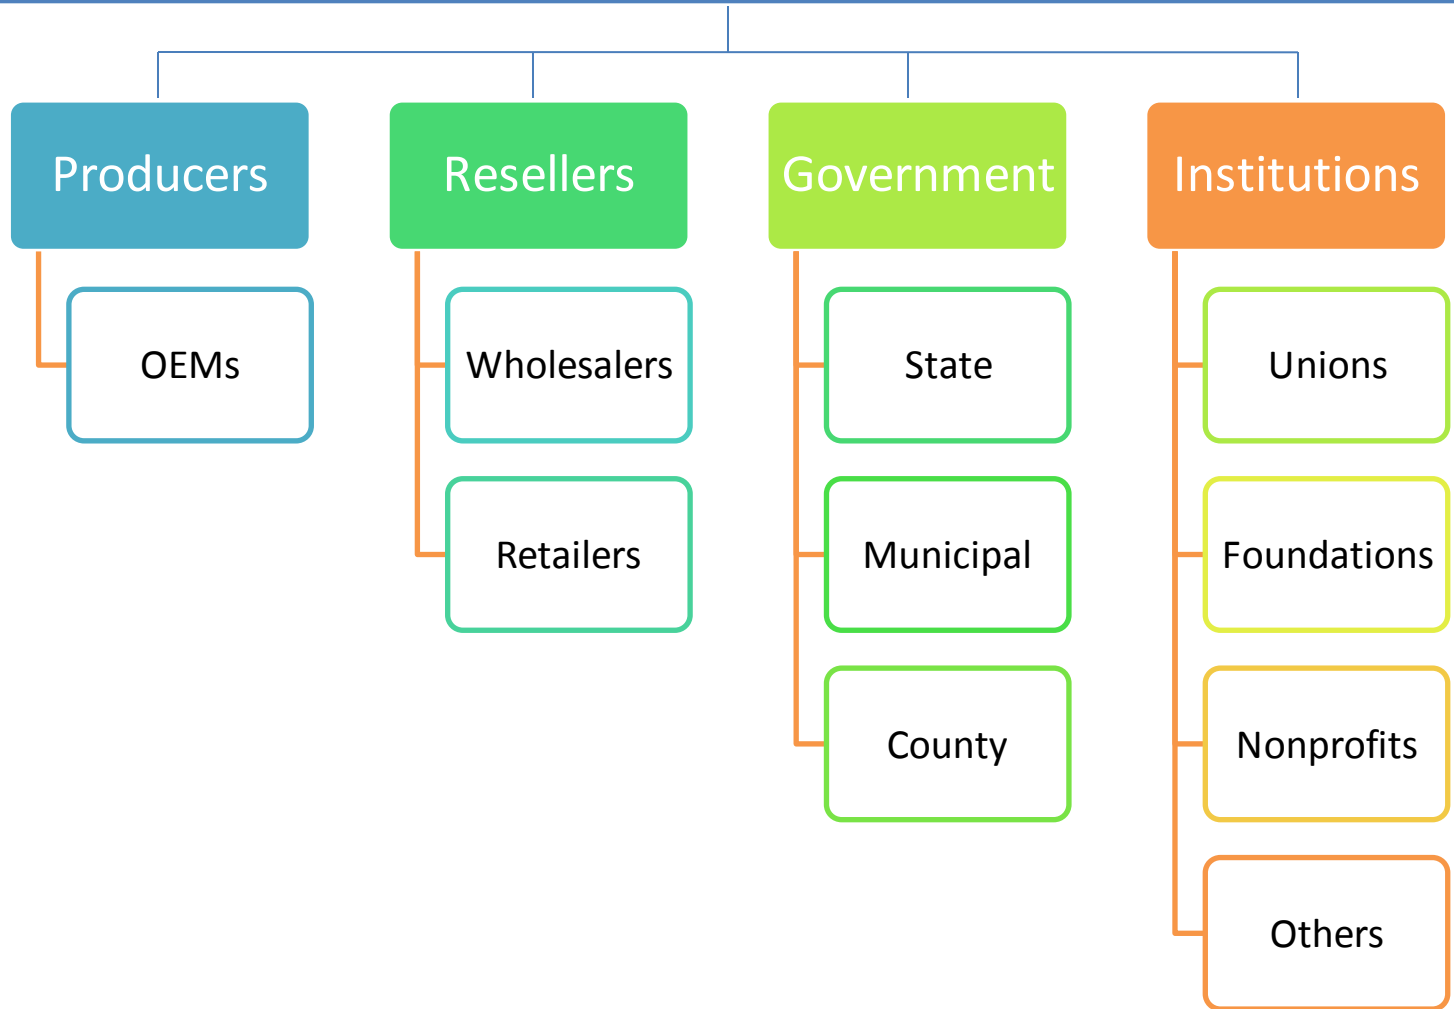 Producers
OEMs
Resellers
Wholesalers
Retailers
Government
State
Municipal
County
Institutions
Unions
Foundations
Nonprofits
Others